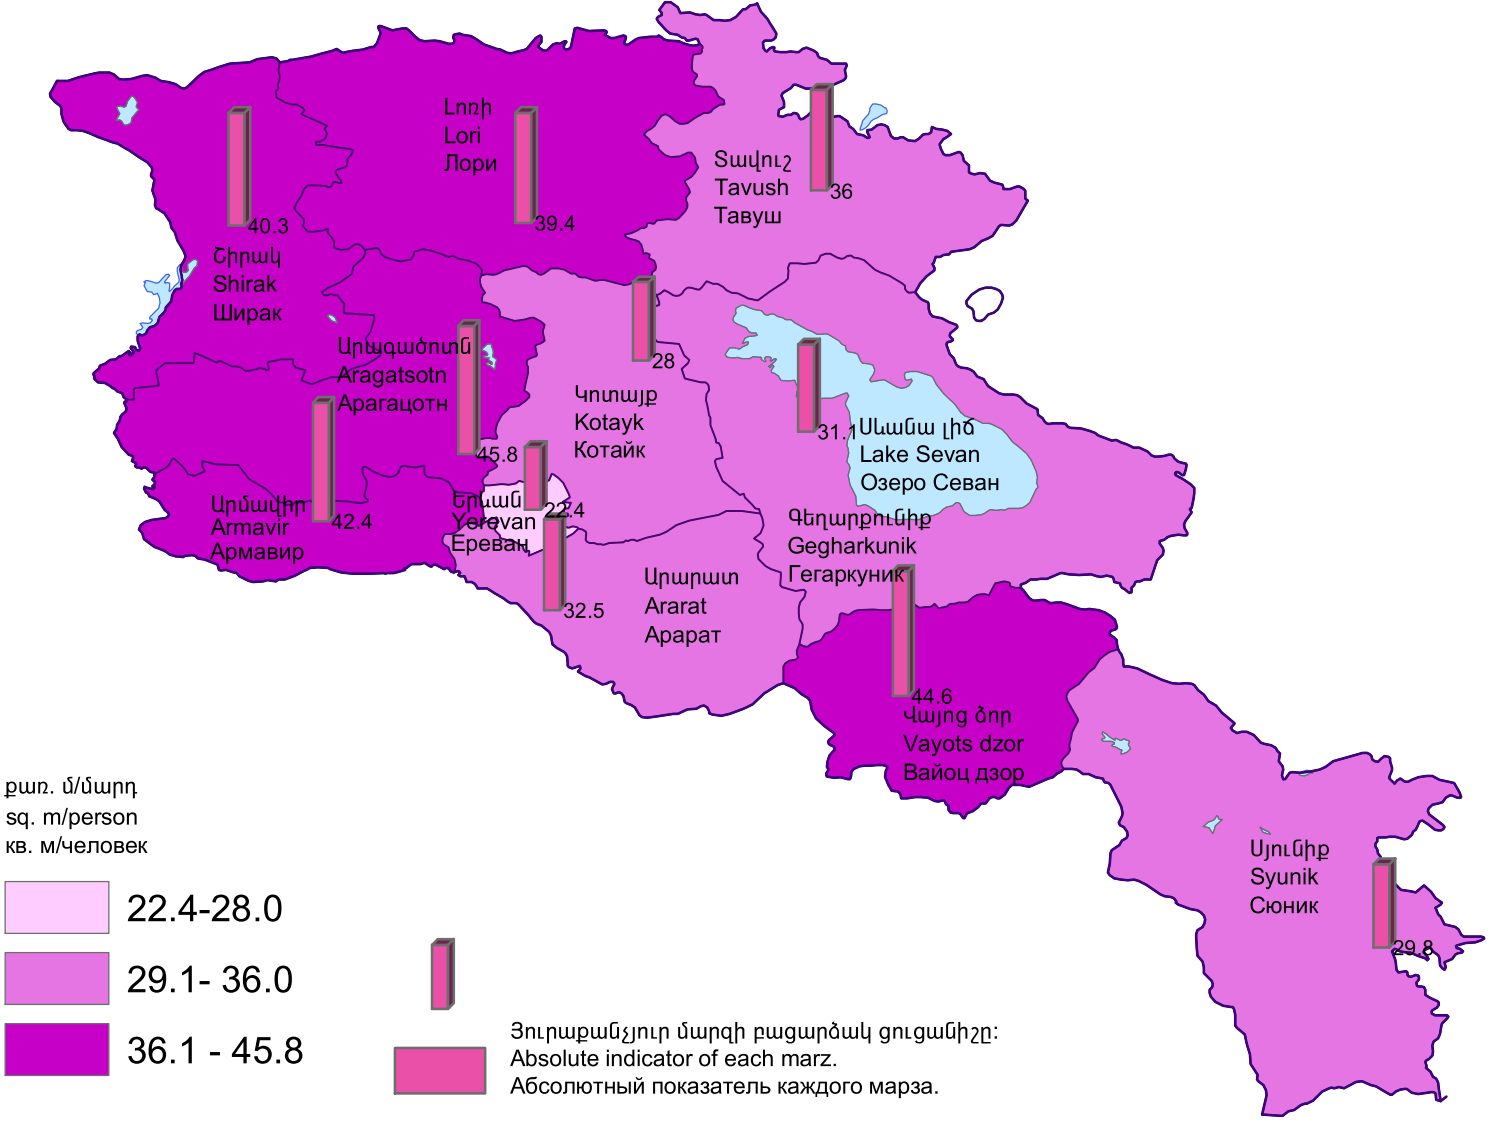 Լոռի
Lori
Лори
39.4
40.3
Շիրակ
Shirak
Ширак
Տավուշ
Tavush
Тавуш
36
Արագածոտն
Aragatsotn
Арагацотн
45.8
28
Կոտայք
Kotayk
Котайк
31.1
Սևանա լիճ
Lake Sevan
Озеро Севан
Արմավիր
Armavir
Армавир
42.4
Երևան
Yerevan
Ереван
22.4
Գեղարքունիք
Gegharkunik
Гегаркуник
Արարատ
Ararat
Арарат
32.5
44.6
Վայոց ձոր
Vayots dzor
Вайоц дзор
Սյունիք
Syunik
Сюник
29.8
քառ. մ/մարդ
sq. m/person
кв. м/человек
22.4-28.0
29.1- 36.0
36.1 - 45.8
Յուրաքանչյուր մարզի բացարձակ ցուցանիշը:
Absolute indicator of each marz.
Абсолютный показатель каждого марза.